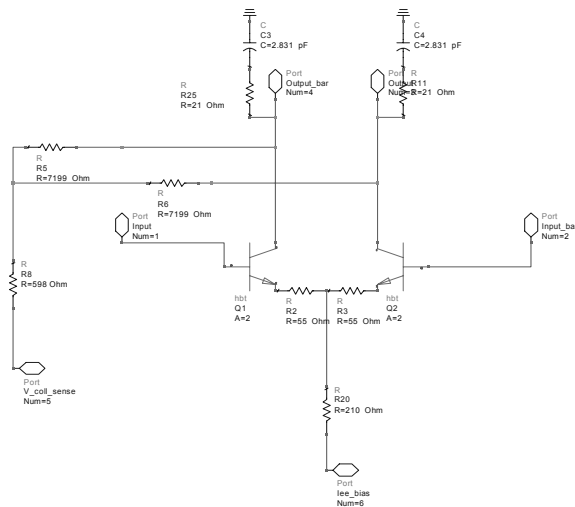 C
C3
C=2.831 pF
C
C4
C=2.831 pF
R
R25
R=21 Ohm
Port
Output_bar
Num=4
Port
Num=3
R
R11
R=21 Ohm
R
R5
R=7199 Ohm
R
R6
R=7199 Ohm
Port
Input
Num=1
Port
Input_ba
Num=2
R
R8
R=598 Ohm
hbt
Q1
A=2
R
R2
R=55 Ohm
R
R3
R=55 Ohm
hbt
Q2
A=2
Port
V_coil_sense
Num=5
R
R20
R=210 Ohm
Port
Iee_bias
Num=6